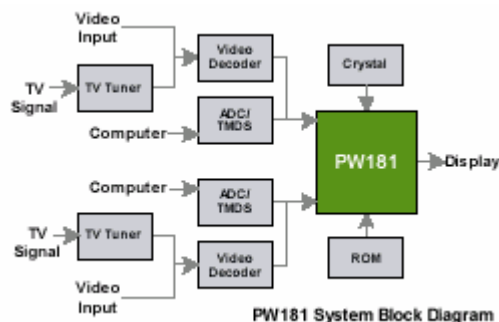 Video
Input
Video
Decoder
Crystal
TV Tuner
TV
Signal
ADC/
TMDS
Computer
PW181
Display
Computer
ADC/
TMDS
TV
Signal
TV Tuner
Video
Decoder
ROM
Video
Input
PW181 System Block Diagram